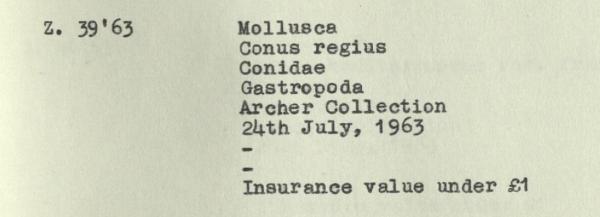 Z. 39'63 Mollusca
Conus regius
Conidae
Gastropoda
Archer Collection
24th July, 1963
-
-
Insurance value under £1